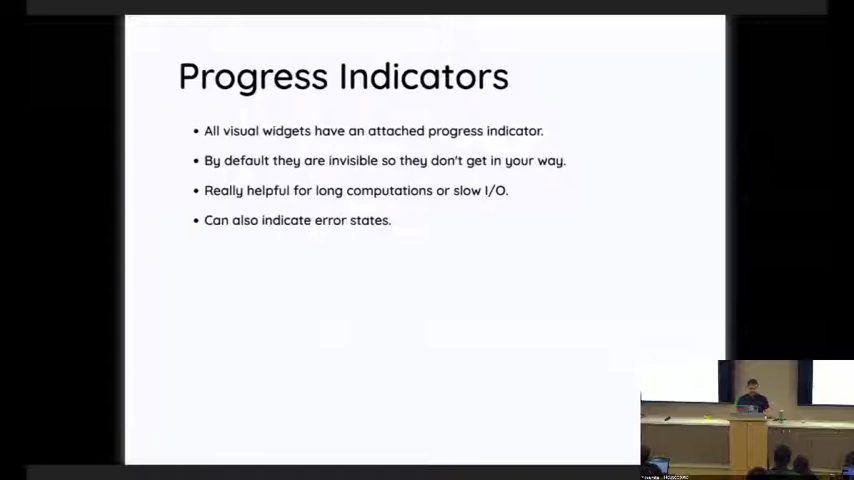 Progress Indicators
• All visual widgets have an attached progress indicator.
• By default they are invisible so they don't get in your way.
• Really helpful for long computations or slow I/O.
• Can also indicate error states.